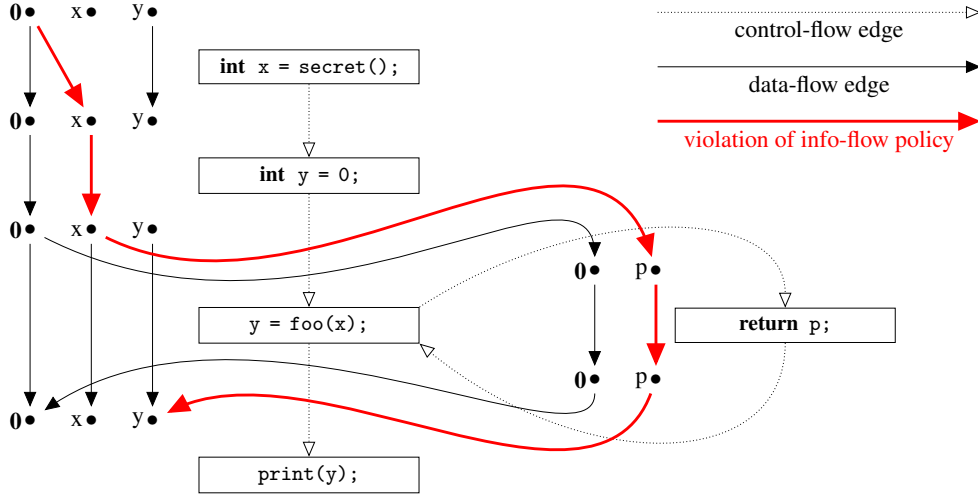 0 x y
control-flow edge
int x = secret();
data-flow edge
0 x y
violation of info-flow policy
int y = 0;
0 x y
0 p
y = foo(x);
return p;
0 p
0 x y
print(y);